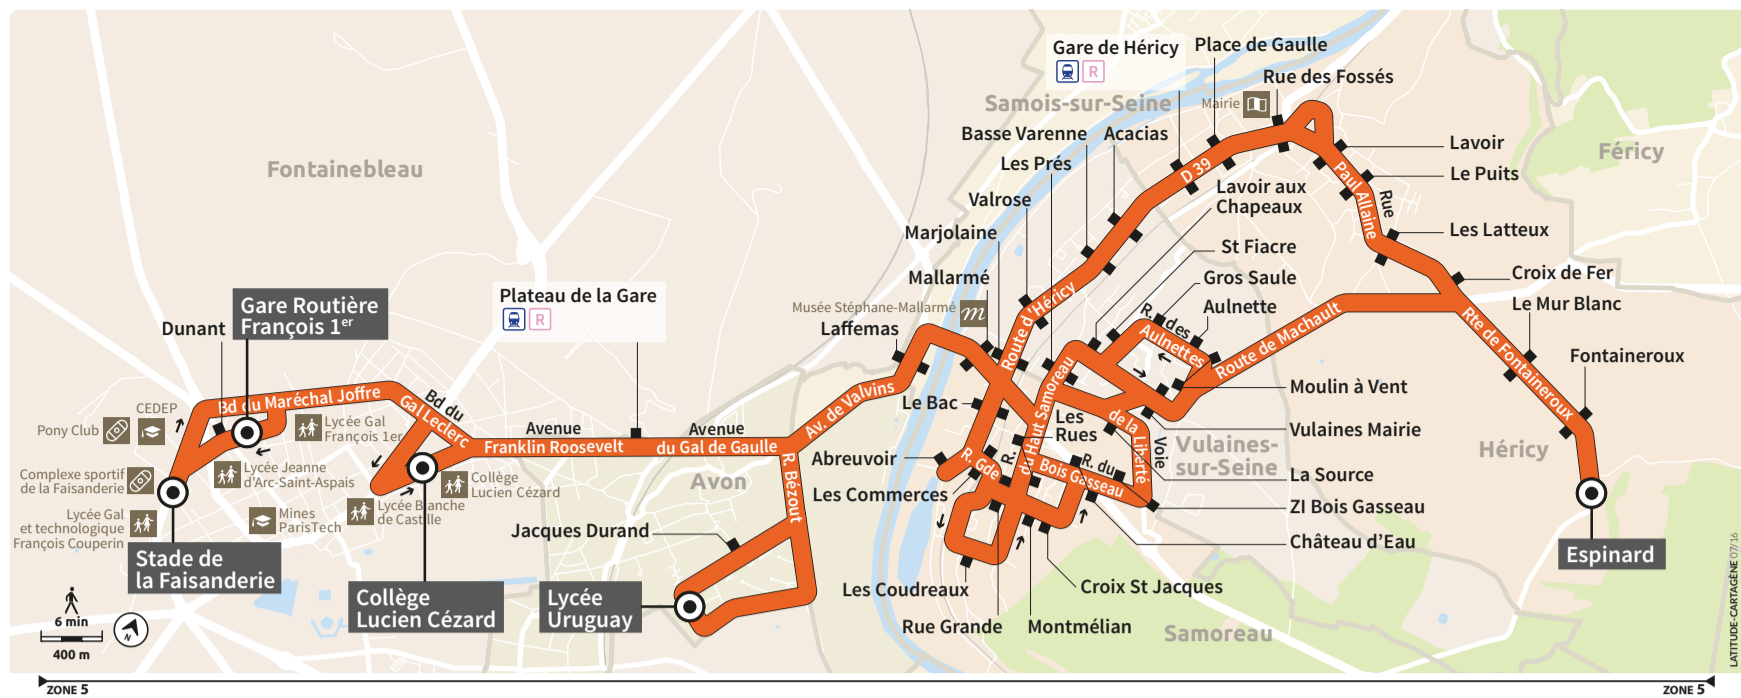 Gare de Héricy
R
Place de Gaulle
Rue des Fossés
Samois-sur-Seine
Mairie
Basse Varenne
Acacias
Les Prés
Valrose
Marjolaine
Mallarmé
Musée Stéphane-Mallarmé
m
Laffemas
D 39
Lavoir aux
Chapeaux
St Fiacre
Gros Saule
Aulnette
R. des
Aulnettes
Route d'Héricy
Paul Allaine
Rue
Lavoir
Le Puits
Les Latteux
Croix de Fer
Le Mur Blanc
Fontaineroux
Féricy
Fontainebleau
Plateau de la Gare
R
Gare Routière
François 1er
Dunant
Bd du Maréchal Joffre
Bd du
Gal Leclerc
CEDEP
Pony Club
Lycée Gal
François 1er
Complexe sportif
de la Faisanderie
Lycée Jeanne
d'Arc-Saint-Aspais
Collège
Lucien Cézard
Lycée Gal
et technologique
François Couperin
Mines
ParisTech
Lycée Blanche
de Castille
Stade de
la Faisanderie
Collège
Lucien Cézard
Avenue
Franklin Roosevelt
Avenue
du Gal de Gaulle
Av. de Valvins
R. Bézout
Avon
Jacques Durand
Lycée
Uruguay
Le Bac
Abreuvoir
Les Commerces
R. Gde
R.
du Haut Samoreau
Les
Rues
R. du
Bois Gasseau
de la Liberté
Voie
Route de Machault
Rte de Fontaineroux
Moulin à Vent
Vulaines Mairie
Vulaines-
sur-Seine
La Source
ZI Bois Gasseau
Château d'Eau
Croix St Jacques
Les Coudreaux
Rue Grande
Montmélian
Samoreau
Héricy
Espinard
6 min
400 m
N
LATITUDE-CARTAGÈNE 07/16
ZONE 5
ZONE 5